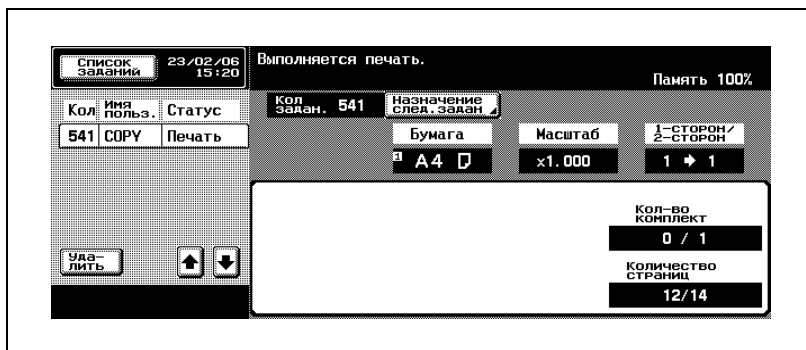 Список
заданий
23/02/06
15:20
Выполняется печать.
Память 100%
Кол
Имя
польз.
Статус
541 COPY Печать
Уда-
лить
Кол
задан. 541
Назначение
след.задан
Бумага
Масштаб
1-сторон/
2-сторон
1 A4
x1.000
1 → 1
Кол-во
комплект
0 / 1
Количество
страниц
12/14